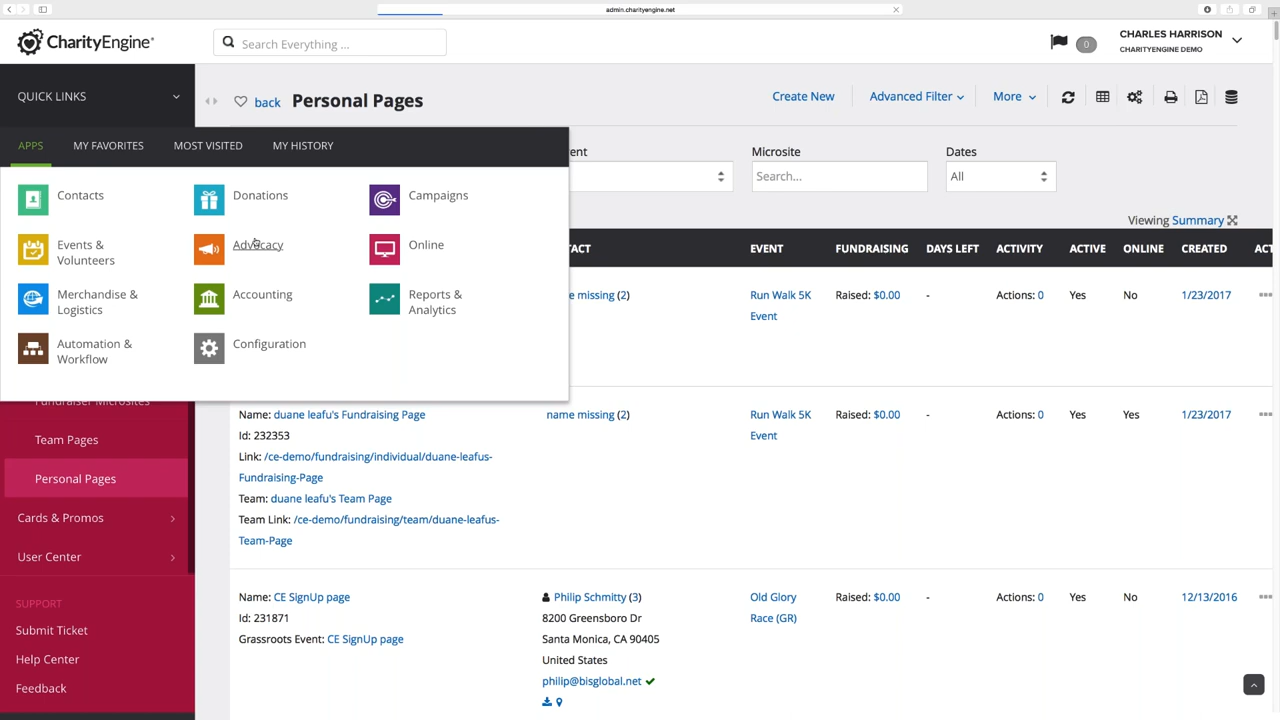 admin.charityengine.net
CharityEngine
Search Everything ...
0
CHARLES HARRISON
CHARITYENGINE DEMO
QUICK LINKS
back
Personal Pages
Create New
Advanced Filter
More
APPS
MY FAVORITES
MOST VISITED
MY HISTORY
Contacts
Donations
Campaigns
Events &
Volunteers
Advocacy
Online
Merchandise &
Logistics
Accounting
Reports &
Analytics
Automation &
Workflow
Configuration
Microsite
Search...
Dates
All
Viewing Summary
EVENT
FUNDRAISING
DAYS LEFT
ACTIVITY
ACTIVE
ONLINE
CREATED
missing (2)
Run Walk 5K
Event
Raised: $0.00
-
Actions: 0
Yes
No
1/23/2017
Fundraiser Microsites
Team Pages
Personal Pages
Cards & Promos
User Center
SUPPORT
Submit Ticket
Help Center
Feedback
Name: duane leafu's Fundraising Page
Id: 232353
Link: /ce-demo/fundraising/individual/duane-leafus-
Fundraising-Page
Team: duane leafu's Team Page
Team Link: /ce-demo/fundraising/team/duane-leafus-
Team-Page
name missing (2)
Run Walk 5K
Event
Raised: $0.00
-
Actions: 0
Yes
Yes
1/23/2017
Name: CE SignUp page
Id: 231871
Grassroots Event: CE SignUp page
Philip Schmitty (3)
8200 Greensboro Dr
Santa Monica, CA 90405
United States
philip@bisglobal.net
Old Glory
Race (GR)
Raised: $0.00
-
Actions: 0
Yes
No
12/13/2016